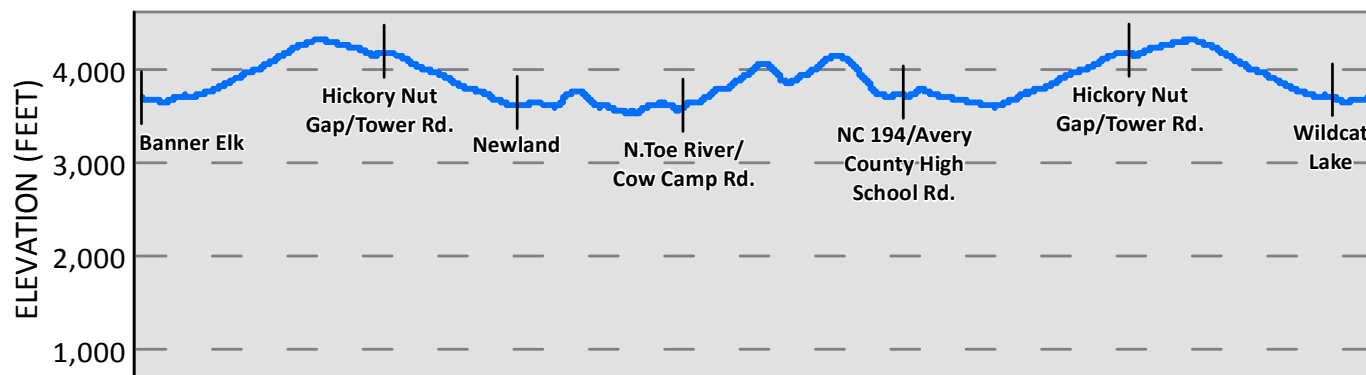 ELEVATION (FEET)
4,000
3,000
2,000
1,000
Banner Elk
Hickory Nut
Gap/Tower Rd.
Newland
N.Toe River/
Cow Camp Rd.
NC 194/Avery
County High
School Rd.
Hickory Nut
Gap/Tower Rd.
Wildcat
Lake